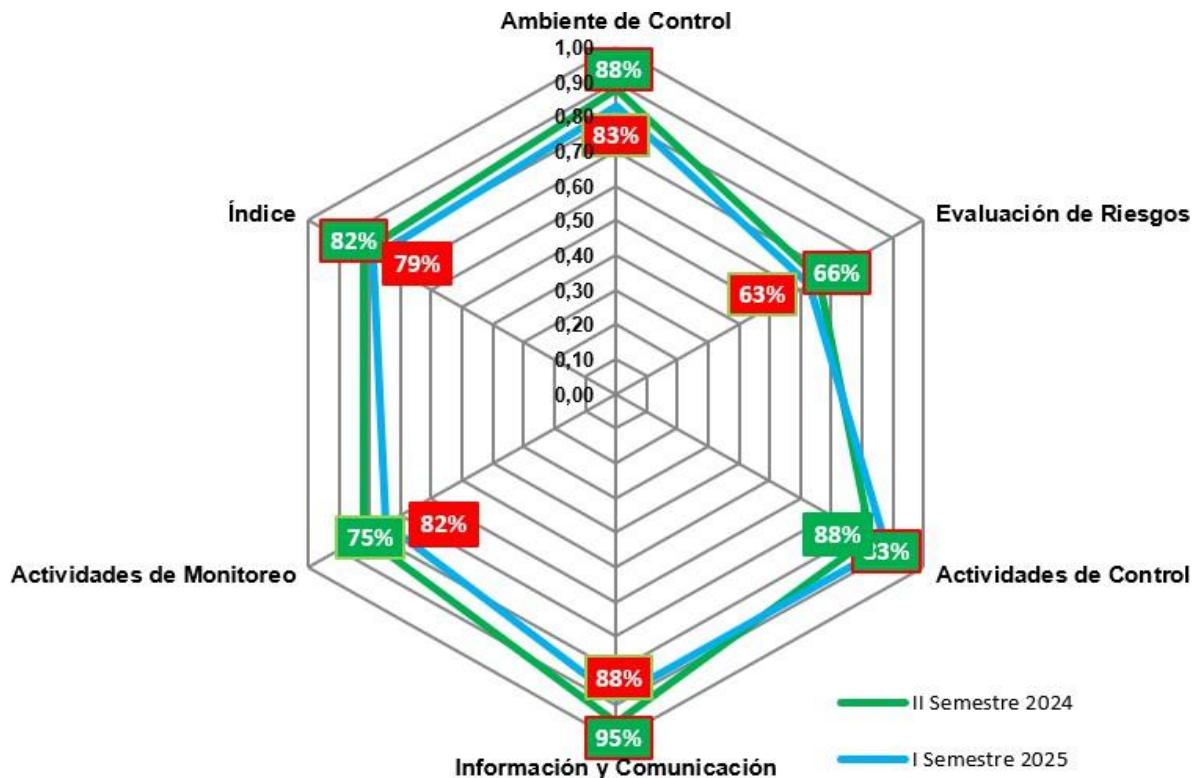 Ambiente de Control
1,00
88%
0,90
0,80
83%
0,70
0,60
Índice
Evaluación de Riesgos
0,50
82%
79%
66%
0,40
63%
0,30
0,20
0,10
0,00
82%
88%
75%
83%
Actividades de Monitoreo
Actividades de Control
88%
II Semestre 2024
95%
I Semestre 2025
Información y Comunicación